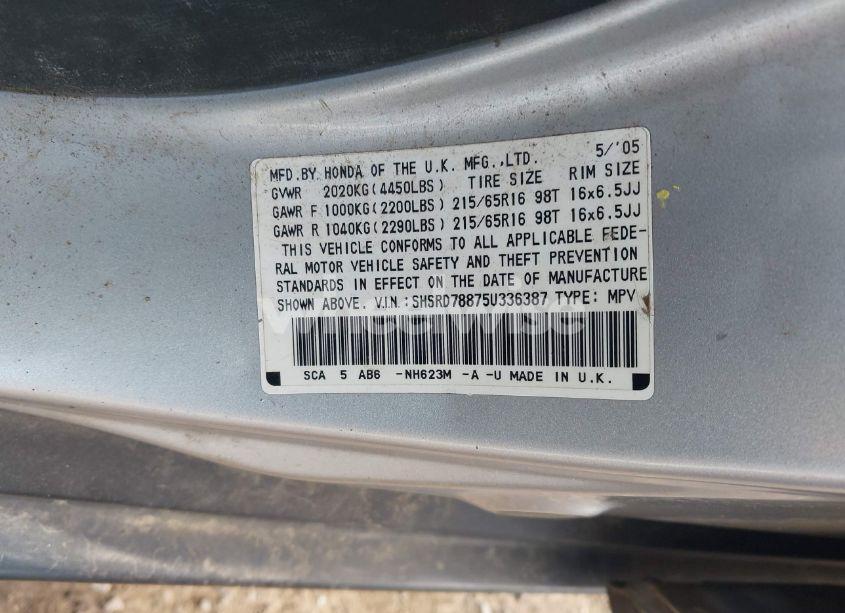 MFD.BY HONDA OF THE U.K. MFG.,LTD. 5/'05
GVWR 2020KG(4450LBS) TIRE SIZE RIM SIZE
GAWR F 1000KG(2200LBS) 215/65R16 98T 16x6.5JJ
GAWR R 1040KG(2290LBS) 215/65R16 98T 16x6.5JJ
THIS VEHICLE CONFORMS TO ALL APPLICABLE FEDE-
RAL MOTOR VEHICLE SAFETY AND THEFT PREVENTION
STANDARDS IN EFFECT ON THE DATE OF MANUFACTURE
SHOWN ABOVE. V.I.N.:SHSRD78875U336387 TYPE: MPV
wheelwise
SCA 5 AB6 -NH623M -A -U MADE IN U.K.